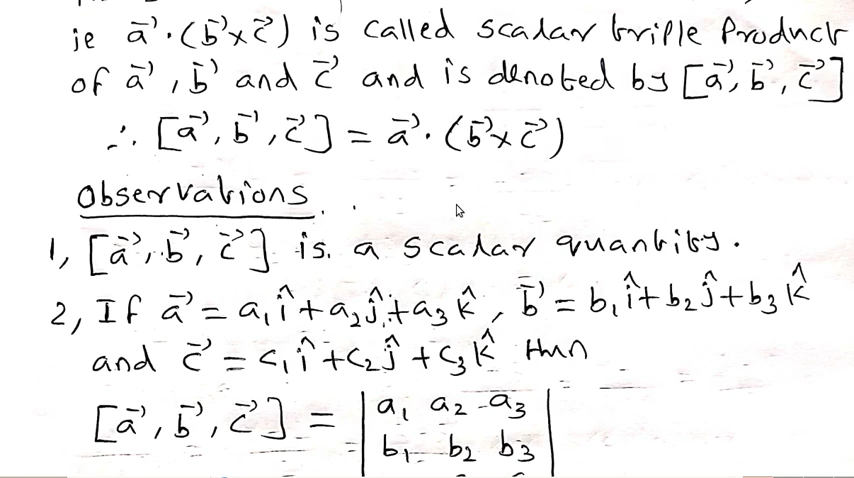 ie a⃗·(b⃗×c⃗) is called scalar triple Product
of a⃗, b⃗ and c⃗ and is denoted by [a⃗, b⃗, c⃗]
∴ [a⃗, b⃗, c⃗] = a⃗·(b⃗×c⃗)
Observations.
1, [a⃗, b⃗, c⃗] is a scalar quantity.
2, If a⃗ = a₁î + a₂ĵ + a₃k̂, b⃗ = b₁î + b₂ĵ + b₃k̂
and c⃗ = c₁î + c₂ĵ + c₃k̂ then
[a⃗, b⃗, c⃗] = | a₁ a₂ a₃ |
| b₁ b₂ b₃ |